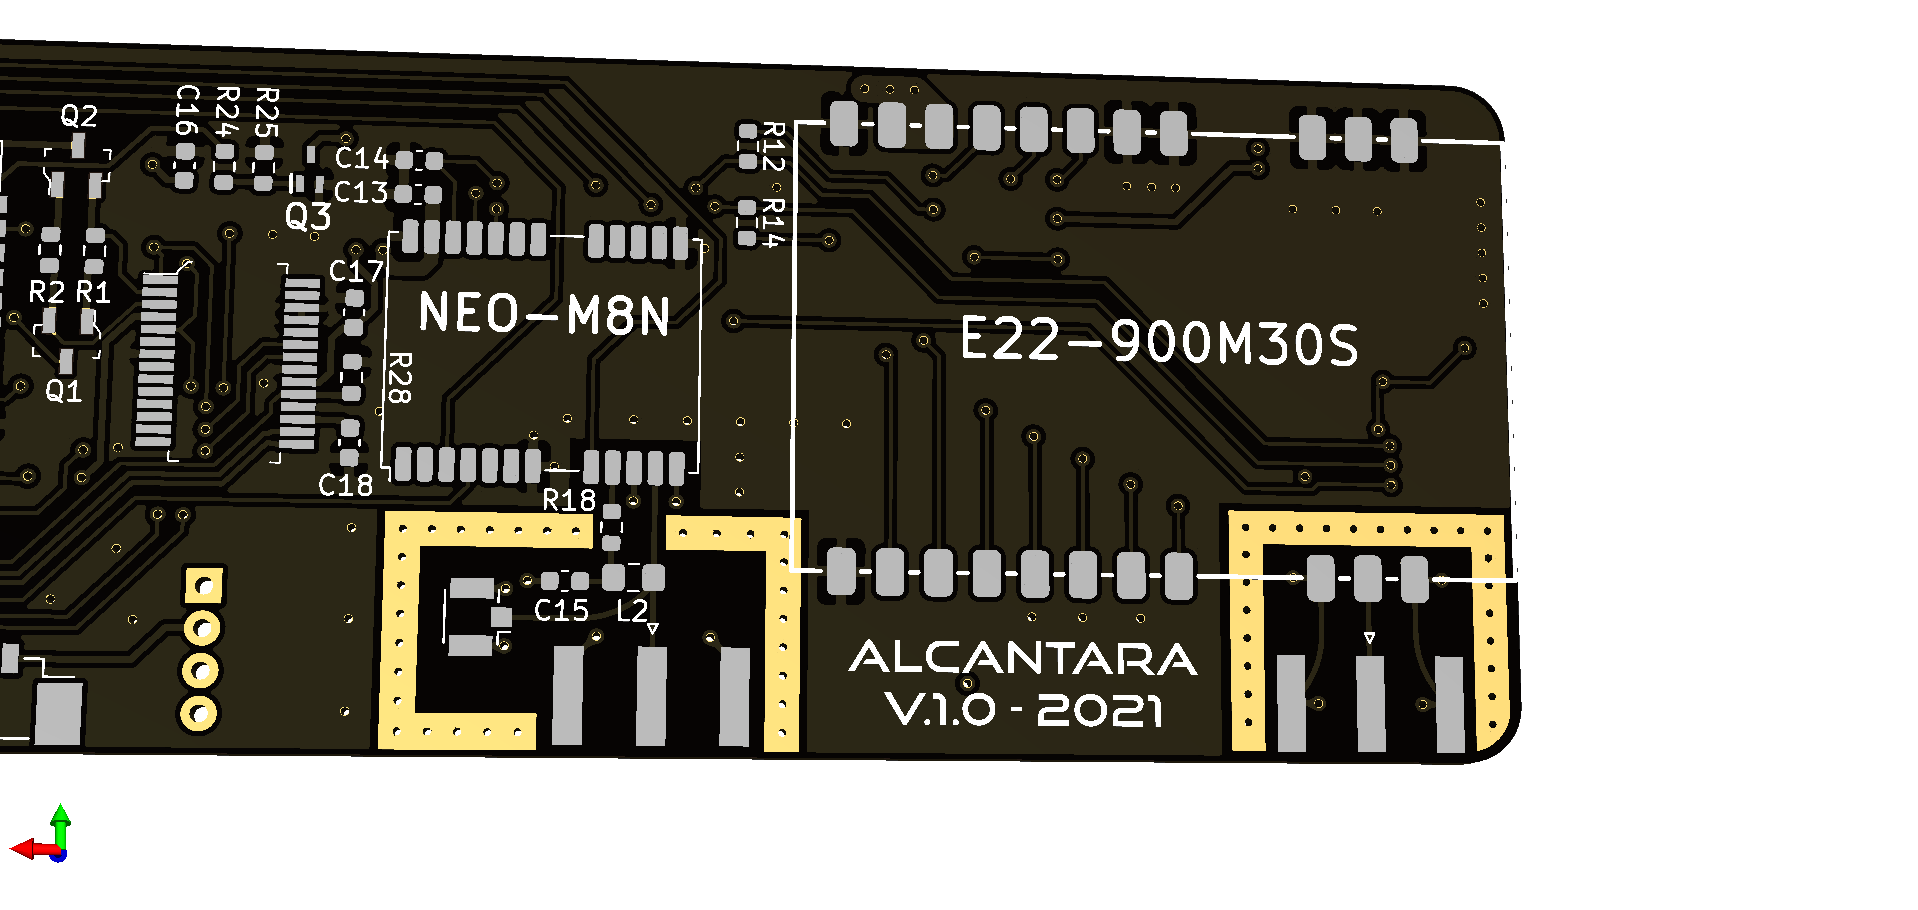 Q2
C16
R24
R25
C14
C13
Q3
R12
R14
C17
R2
R1
NEO-M8N
E22-900M30S
R28
Q1
C18
R18
C15
L2
ALCANTARA
V.1.0 - 2021